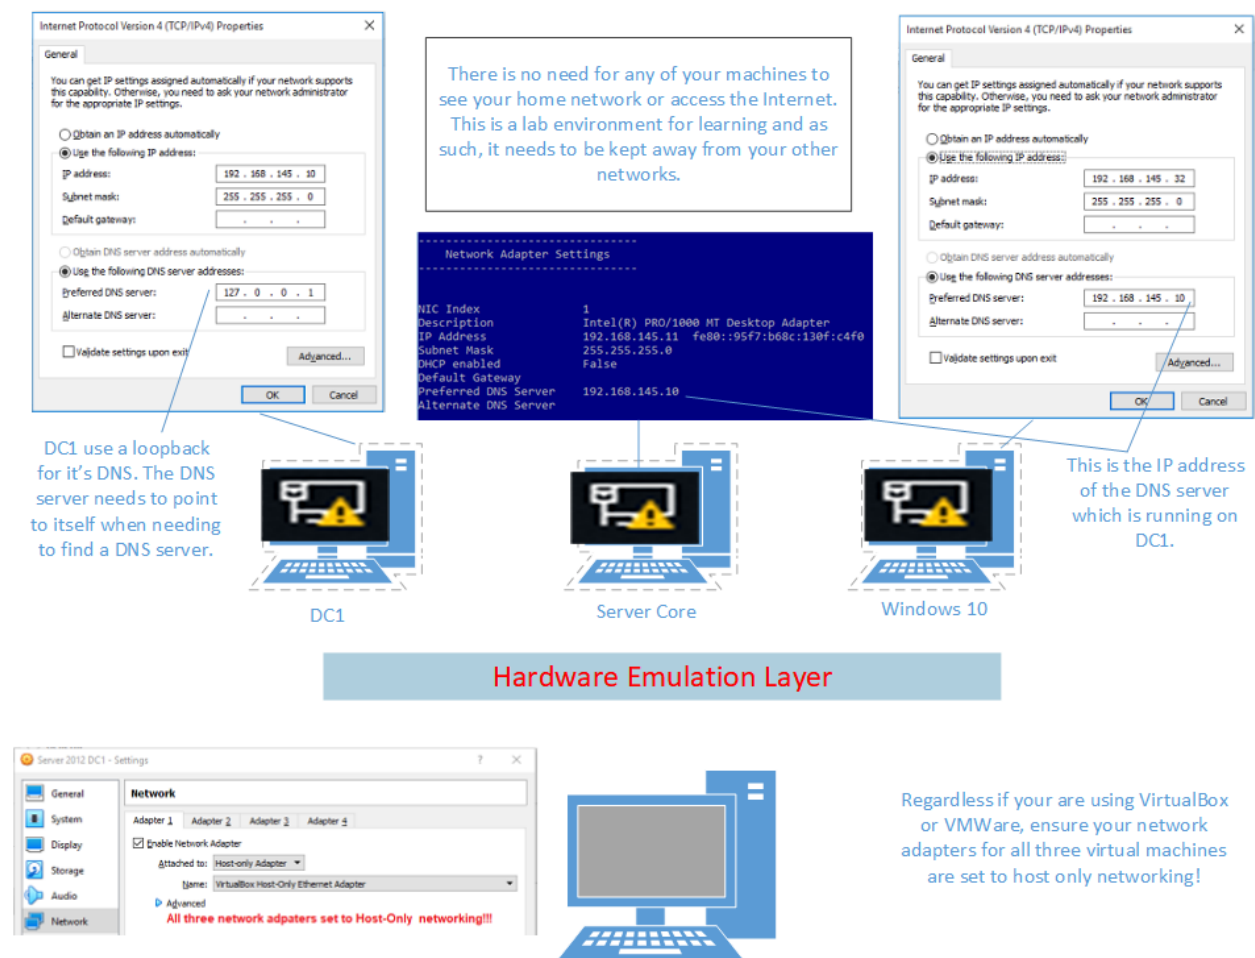 Internet Protocol Version 4 (TCP/IPv4) Properties
General
You can get IP settings assigned automatically if your network supports
this capability. Otherwise, you need to ask your network administrator
for the appropriate IP settings.
Obtain an IP address automatically
Use the following IP address:
IP address: 192 . 168 . 145 . 10
Subnet mask: 255 . 255 . 255 . 0
Default gateway: . . .
Obtain DNS server address automatically
Use the following DNS server addresses:
Preferred DNS server: 127 . 0 . 0 . 1
Alternate DNS server: . . .
Validate settings upon exit
Advanced...
OK Cancel
There is no need for any of your machines to
see your home network or access the Internet.
This is a lab environment for learning and as
such, it needs to be kept away from your other
networks.
Internet Protocol Version 4 (TCP/IPv4) Properties
General
You can get IP settings assigned automatically if your network supports
this capability. Otherwise, you need to ask your network administrator
for the appropriate IP settings.
Obtain an IP address automatically
Use the following IP address:
IP address: 192 . 168 . 145 . 32
Subnet mask: 255 . 255 . 255 . 0
Default gateway: . . .
Obtain DNS server address automatically
Use the following DNS server addresses:
Preferred DNS server: 192 . 168 . 145 . 10
Alternate DNS server: . . .
Validate settings upon exit
Advanced...
OK Cancel
--------------------------------
Network Adapter Settings
--------------------------------
NIC Index 1
Description Intel(R) PRO/1000 MT Desktop Adapter
IP Address 192.168.145.11 fe80::95f7:b68c:130f:c4f0
Subnet Mask 255.255.255.0
DHCP enabled False
Default Gateway
Preferred DNS Server 192.168.145.10
Alternate DNS Server
DC1 use a loopback
for it's DNS. The DNS
server needs to point
to itself when needing
to find a DNS server.
This is the IP address
of the DNS server
which is running on
DC1.
DC1
Server Core
Windows 10
Hardware Emulation Layer
Server 2012 DC1 - Settings
General
System
Display
Storage
Audio
Network
Network
Adapter 1 Adapter 2 Adapter 3 Adapter 4
Enable Network Adapter
Attached to: Host-only Adapter
Name: VirtualBox Host-Only Ethernet Adapter
Advanced
All three network adpaters set to Host-Only networking!!!
Regardless if your are using VirtualBox
or VMWare, ensure your network
adapters for all three virtual machines
are set to host only networking!